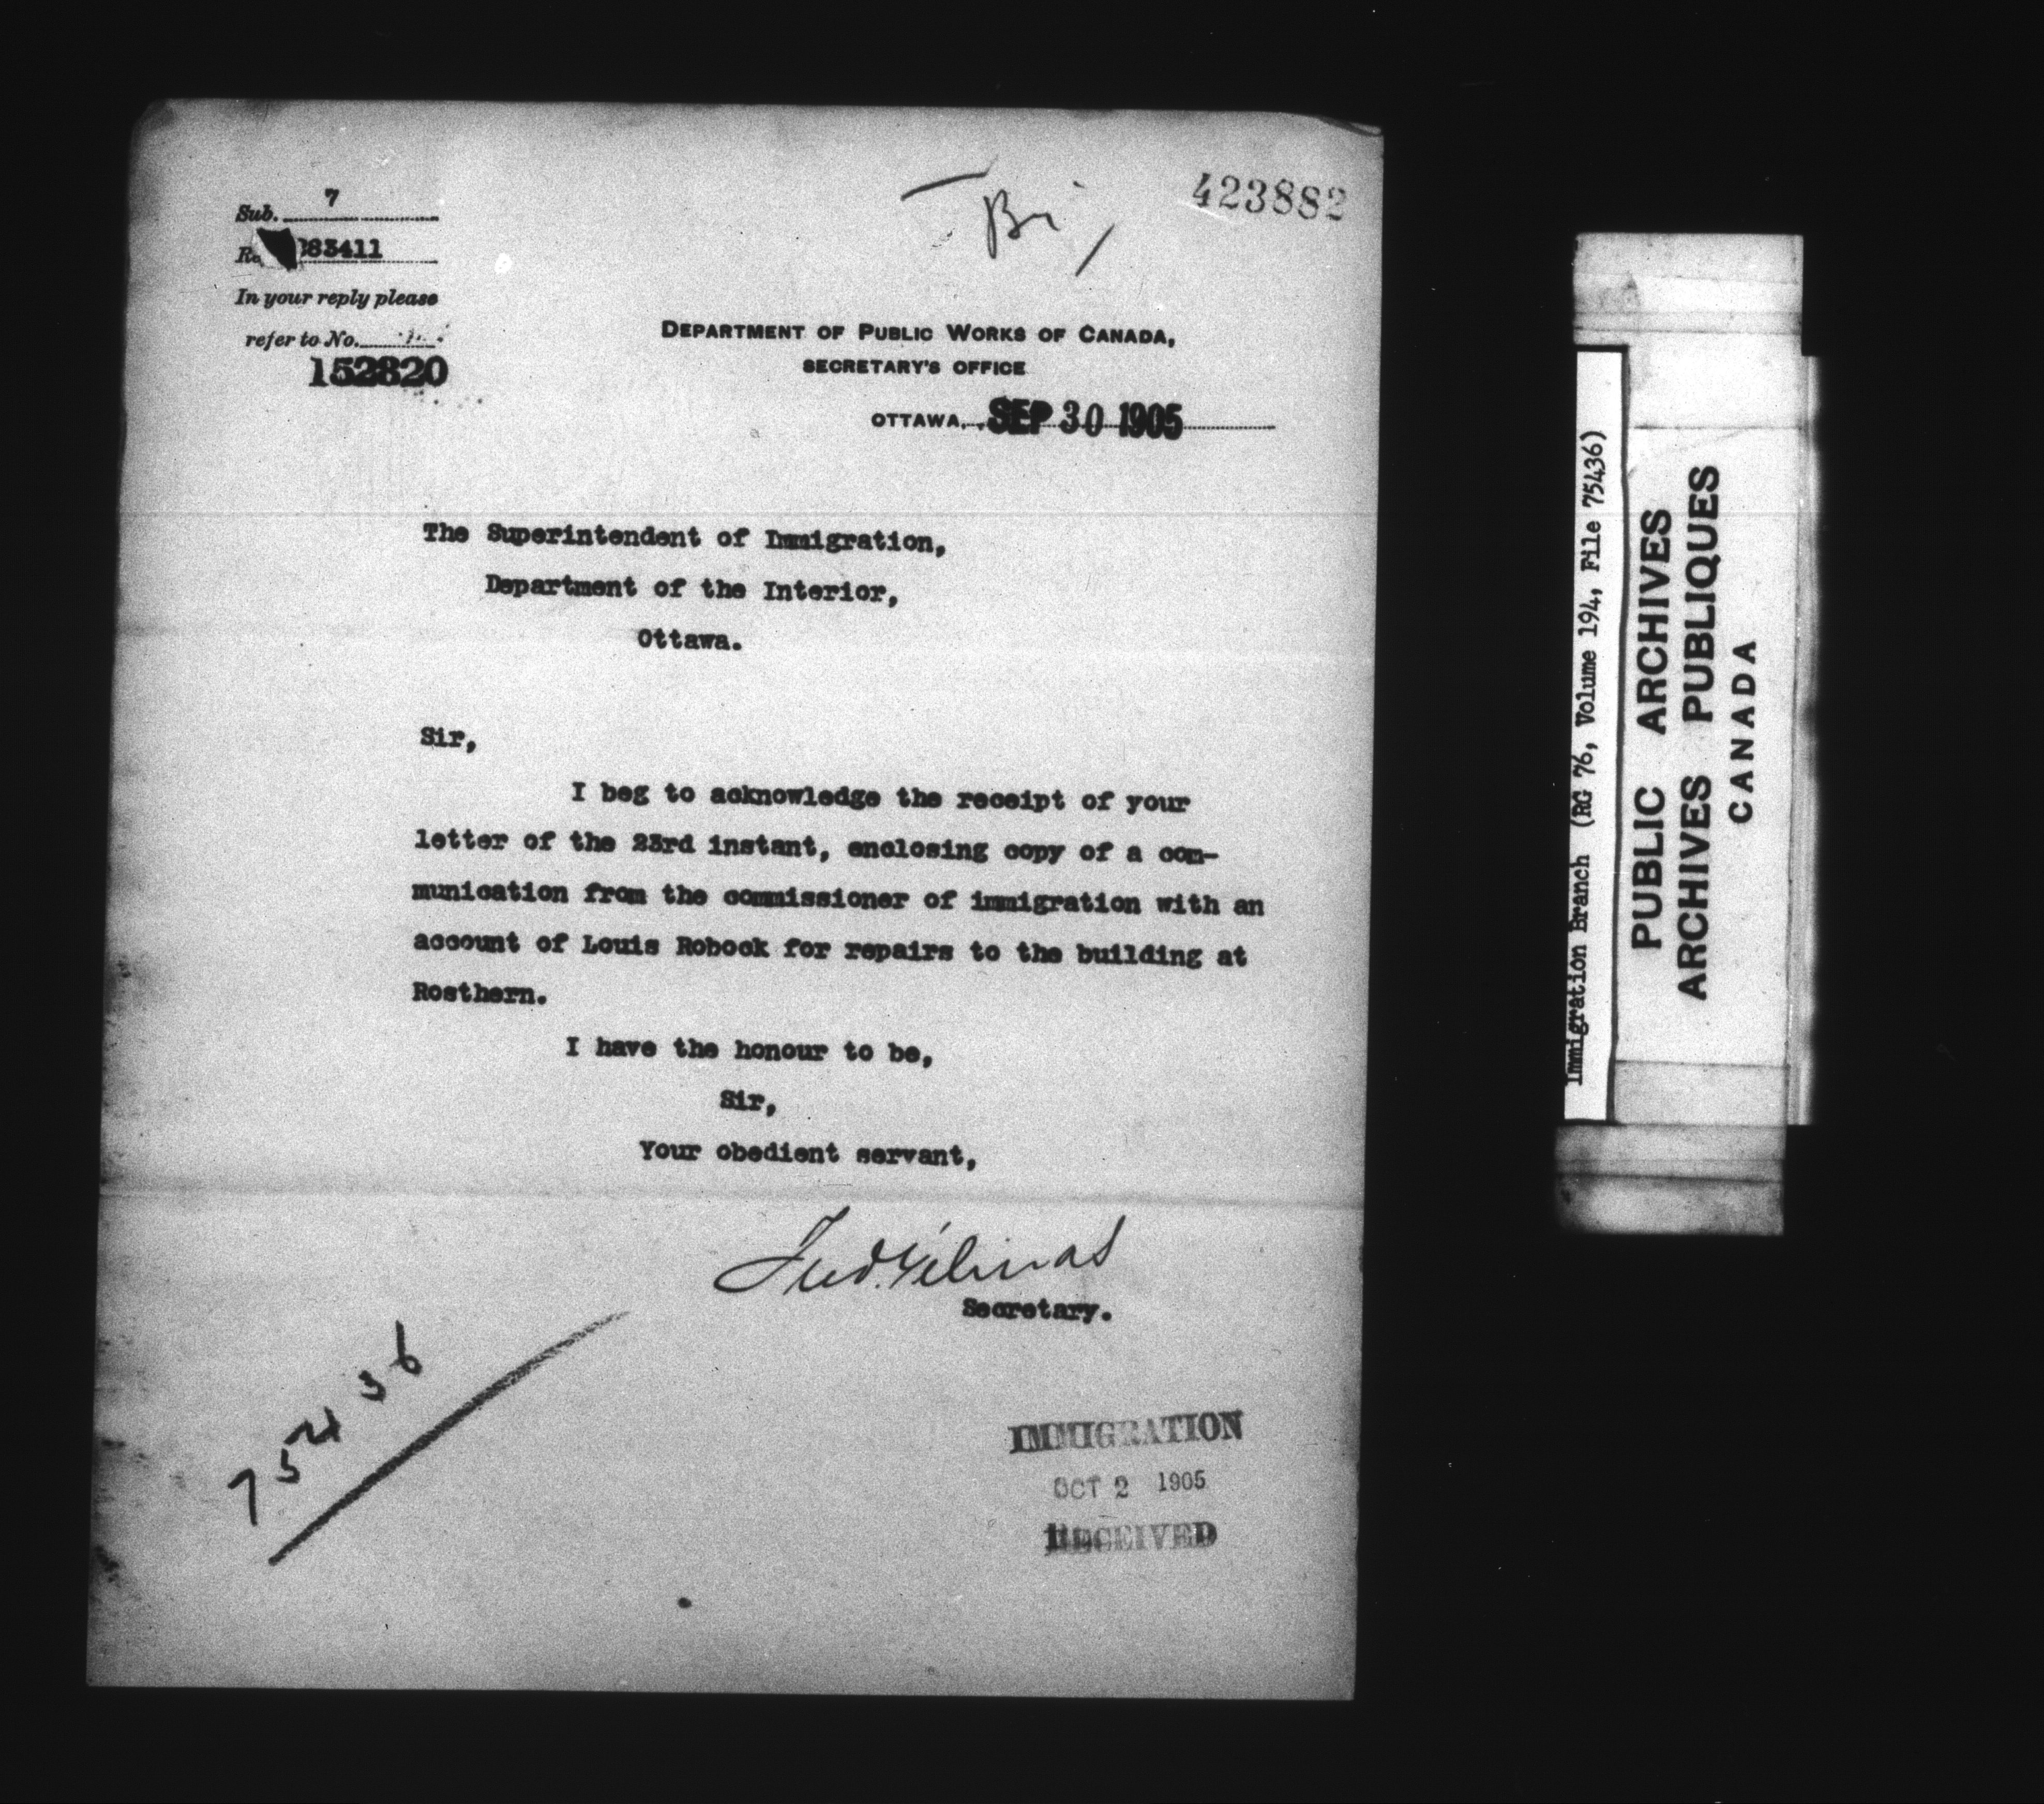 423882
Sub. 7
83411
In your reply please
refer to No.
152820
DEPARTMENT OF PUBLIC WORKS OF CANADA,
SECRETARY'S OFFICE
OTTAWA, SEP 30 1905
The Superintendent of Immigration,
Department of the Interior,
Ottawa.
Sir,
I beg to acknowledge the receipt of your
letter of the 23rd instant, enclosing copy of a com-
munication from the commissioner of immigration with an
account of Louis Robock for repairs to the building at
Rosthern.
I have the honour to be,
Sir,
Your obedient servant,
Fred. Gélinas
Secretary.
75436
IMMIGRATION
OCT 2 1905
RECEIVED
Immigration Branch (RG 76, Volume 194, File 75436)
PUBLIC ARCHIVES
ARCHIVES PUBLIQUES
CANADA